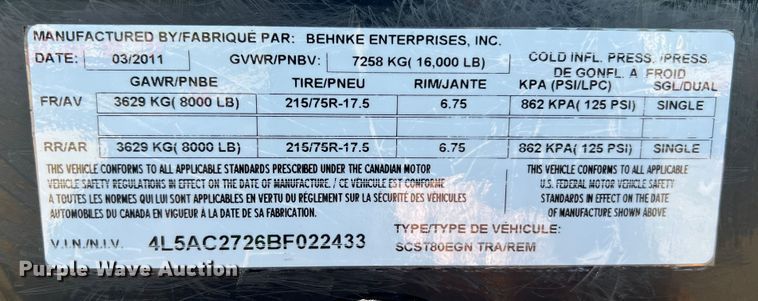 MANUFACTURED BY/FABRIQUÉ PAR: BEHNKE ENTERPRISES, INC.
DATE: 03/2011 GVWR/PNBV: 7258 KG( 16,000 LB) COLD INFL. PRESS. /PRESS.
DE GONFL. A FROID
GAWR/PNBE TIRE/PNEU RIM/JANTE KPA (PSI/LPC) SGL/DUAL
FR/AV 3629 KG( 8000 LB) 215/75R-17.5 6.75 862 KPA( 125 PSI) SINGLE
RR/AR 3629 KG( 8000 LB) 215/75R-17.5 6.75 862 KPA( 125 PSI) SINGLE
THIS VEHICLE CONFORMS TO ALL APPLICABLE STANDARDS PRESCRIBED UNDER THE CANADIAN MOTOR
VEHICLE SAFETY REGULATIONS IN EFFECT ON THE DATE OF MANUFACTURE. / CE VÉHICULE EST CONFORME
A TOUTES LES NORMES QUI LUI SONT APPLICABLES EN VERTU DU RÈGLEMENT SUR LA SÉCURITÉ DES VÉHICULES
AUTOMOBILES DU CANADA EN VIGUEUR À LA DATE DE SA FABRICATION.
THIS VEHICLE CONFORMS TO ALL APPLICABLE
U.S. FEDERAL MOTOR VEHICLE SAFETY
STANDARDS IN EFFECT ON THE DATE
OF MANUFACTURE SHOWN ABOVE
V.I.N./N.I.V. 4L5AC2726BF022433
TYPE/TYPE DE VÉHICULE:
SCST80EGN TRA/REM
Purple Wave Auction